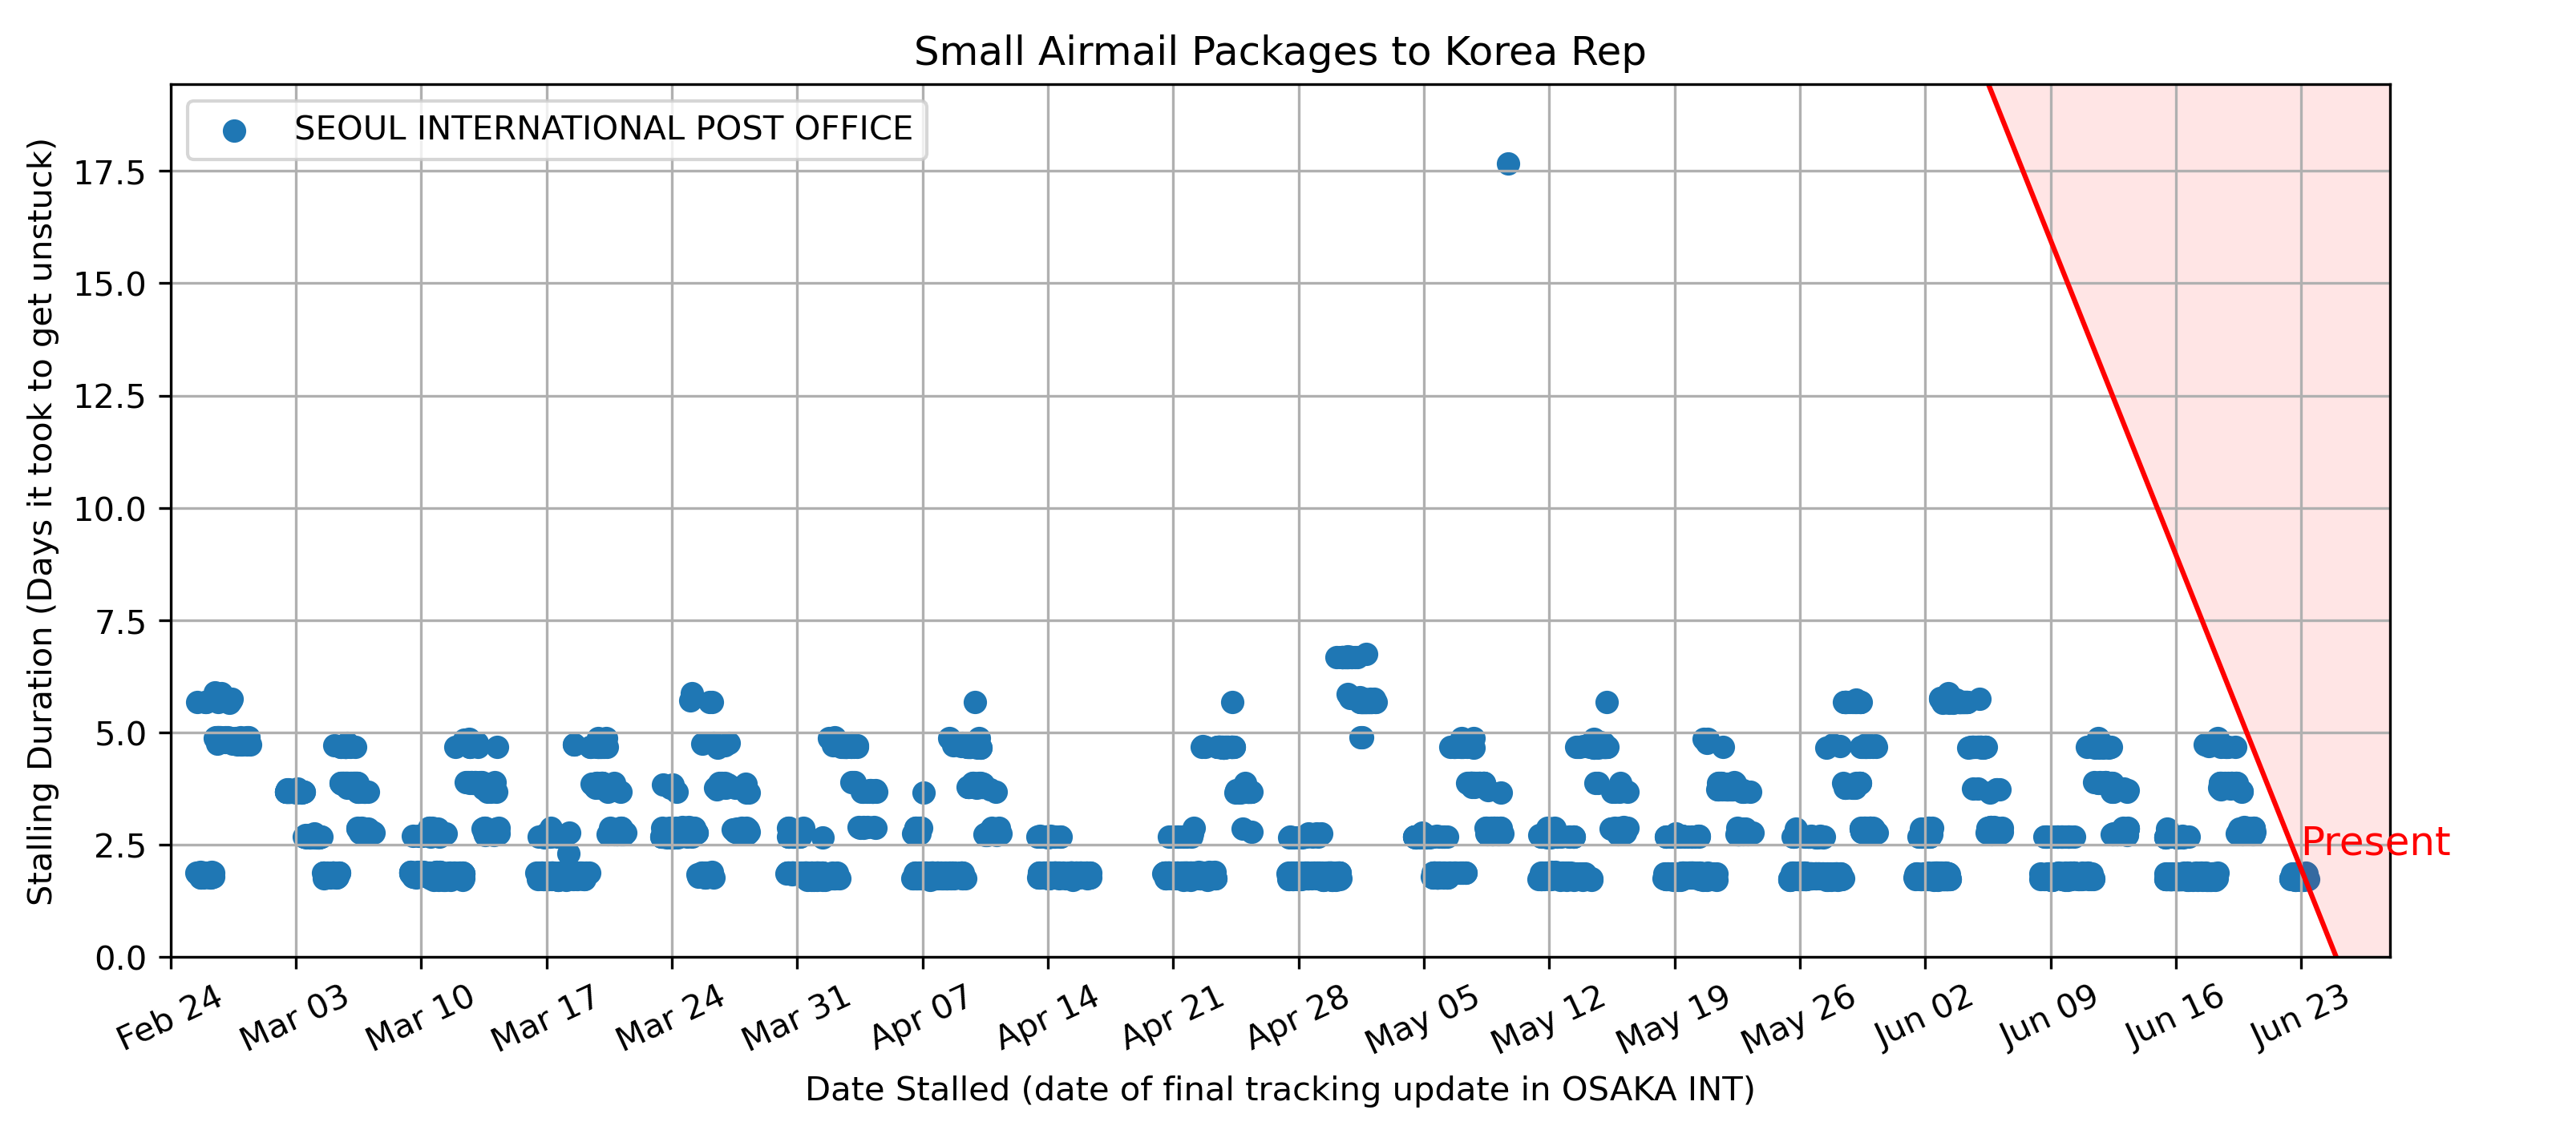 Small Airmail Packages to Korea Rep
SEOUL INTERNATIONAL POST OFFICE
Stalling Duration (Days it took to get unstuck)
17.5
15.0
12.5
10.0
7.5
5.0
2.5
0.0
Present
Feb 24 Mar 03 Mar 10 Mar 17 Mar 24 Mar 31 Apr 07 Apr 14 Apr 21 Apr 28 May 05 May 12 May 19 May 26 Jun 02 Jun 09 Jun 16 Jun 23
Date Stalled (date of final tracking update in OSAKA INT)